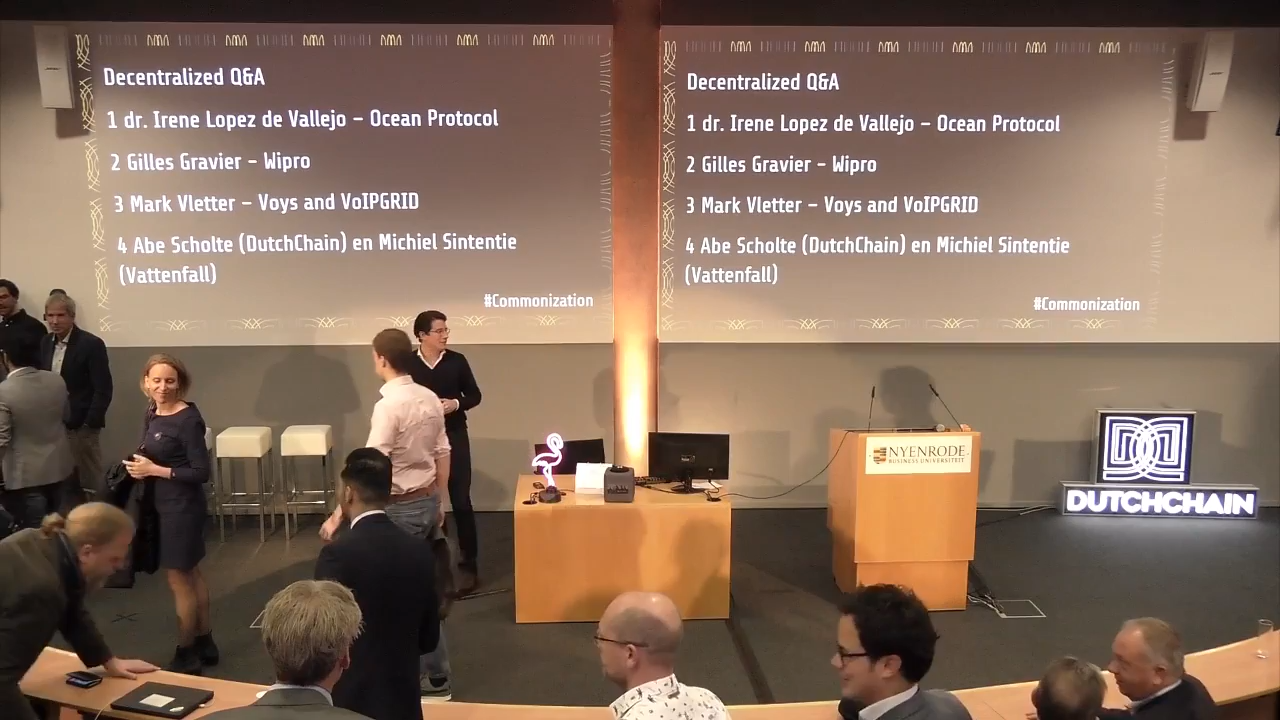 Decentralized Q&A
1 dr. Irene Lopez de Vallejo – Ocean Protocol
2 Gilles Gravier – Wipro
3 Mark Vletter – Voys and VoIPGRID
4 Abe Scholte (DutchChain) en Michiel Sintentie
(Vattenfall)
#Commonization
Decentralized Q&A
1 dr. Irene Lopez de Vallejo – Ocean Protocol
2 Gilles Gravier – Wipro
3 Mark Vletter – Voys and VoIPGRID
4 Abe Scholte (DutchChain) en Michiel Sintentie
(Vattenfall)
#Commonization
NYENRODE
BUSINESS UNIVERSITEIT
DUTCHCHAIN